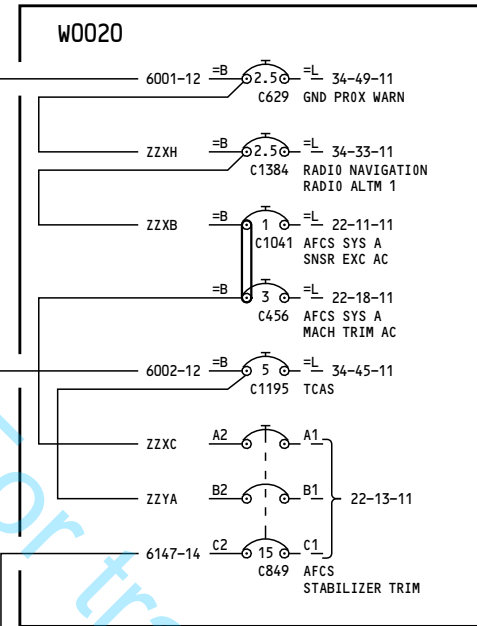 W0020
6001-12 =B 2.5 =L 34-49-11
C629 GND PROX WARN
ZZXH =B 2.5 =L 34-33-11
C1384 RADIO NAVIGATION
RADIO ALTM 1
ZZXB =B 1 =L 22-11-11
C1041 AFCS SYS A
SNSR EXC AC
=B 3 =L 22-18-11
C456 AFCS SYS A
MACH TRIM AC
6002-12 =B 5 =L 34-45-11
C1195 TCAS
ZZXC A2 A1
ZZYA B2 B1 22-13-11
6147-14 C2 15 C1
C849 AFCS
STABILIZER TRIM
For tra